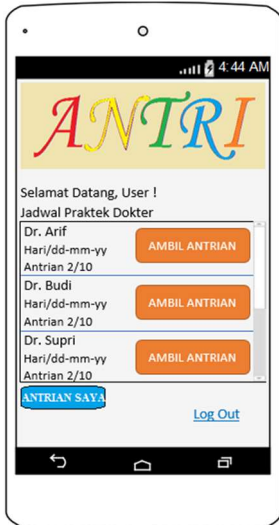 4:44 AM
ANTRI
Selamat Datang, User !
Jadwal Praktek Dokter
Dr. Arif
Hari/dd-mm-yy
Antrian 2/10
AMBIL ANTRIAN
Dr. Budi
Hari/dd-mm-yy
Antrian 2/10
AMBIL ANTRIAN
Dr. Supri
Hari/dd-mm-yy
Antrian 2/10
AMBIL ANTRIAN
ANTRIAN SAYA
Log Out